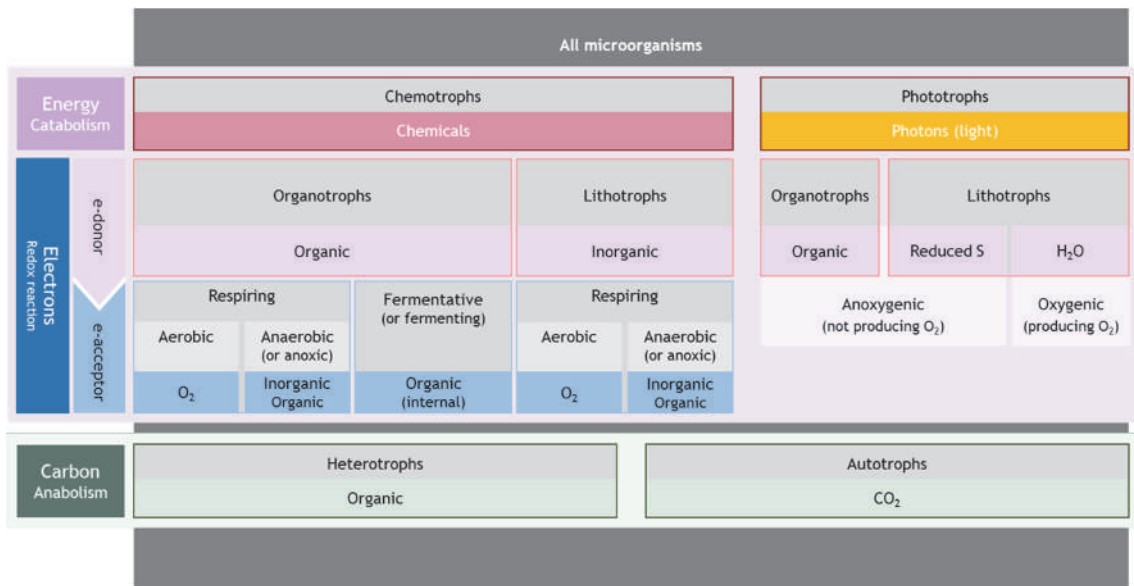 All microorganisms
Energy
Catabolism
Chemotrophs
Chemicals
Phototrophs
Photons (light)
Electrons
Redox reaction
e-donor
e-acceptor
Organotrophs
Organic
Lithotrophs
Inorganic
Organotrophs
Organic
Lithotrophs
Reduced S
H₂O
Respiring
Aerobic
Anaerobic
(or anoxic)
O₂
Inorganic
Organic
Fermentative
(or fermenting)
Organic
(internal)
Respiring
Aerobic
Anaerobic
(or anoxic)
O₂
Inorganic
Organic
Anoxygenic
(not producing O₂)
Oxygenic
(producing O₂)
Carbon
Anabolism
Heterotrophs
Organic
Autotrophs
CO₂